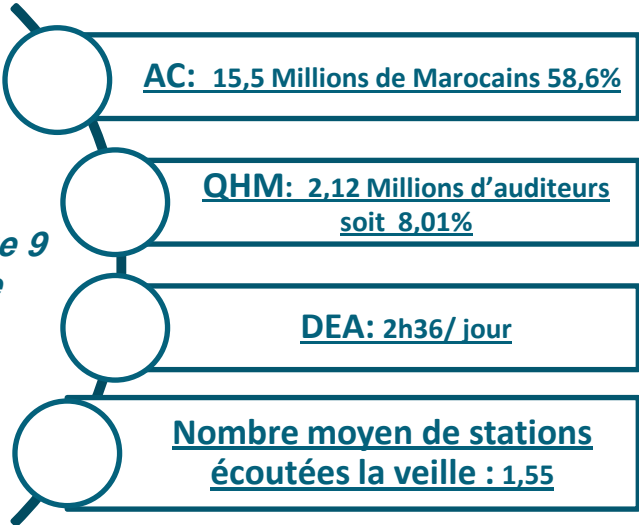 AC: 15,5 Millions de Marocains 58,6%
QHM: 2,12 Millions d’auditeurs
soit 8,01%
e 9
e
DEA: 2h36/ jour
Nombre moyen de stations
écoutées la veille : 1,55